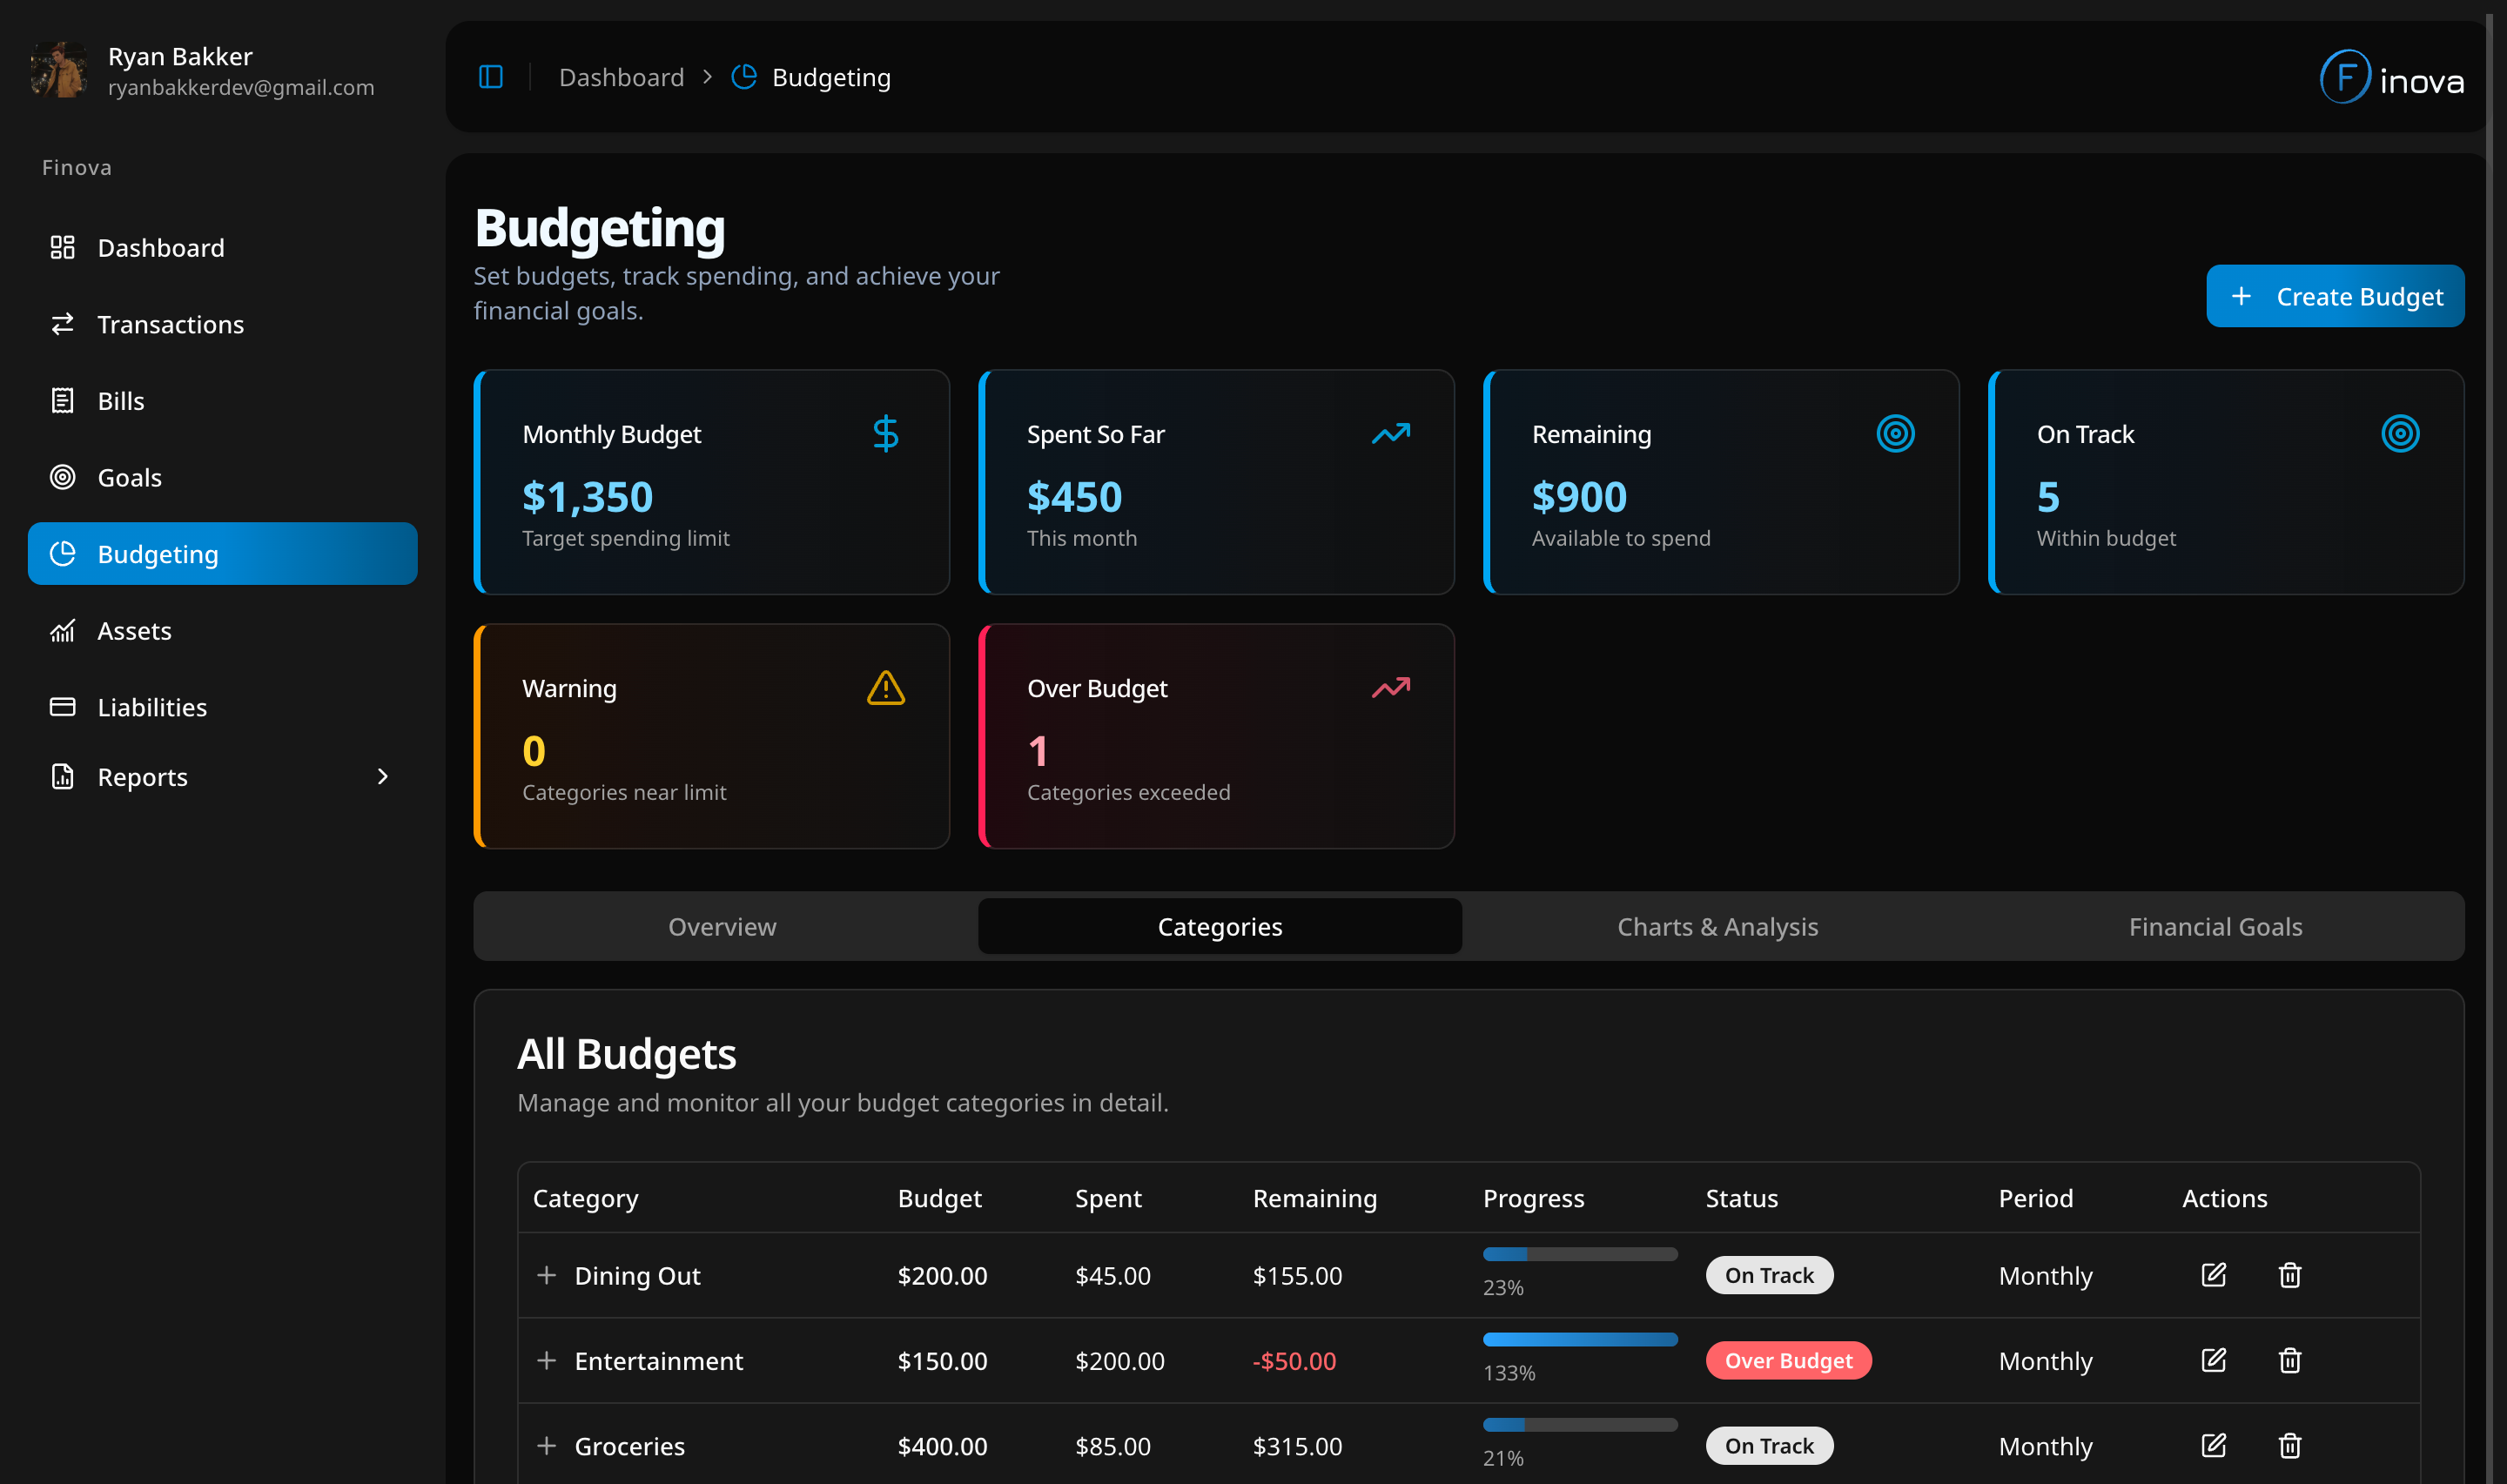 Ryan Bakker
ryanbakkerdev@gmail.com
Finova
Dashboard
Transactions
Bills
Goals
Budgeting
Assets
Liabilities
Reports
Dashboard > Budgeting
Finova
Budgeting
Set budgets, track spending, and achieve your
financial goals.
Create Budget
Monthly Budget
$1,350
Target spending limit
Spent So Far
$450
This month
Remaining
$900
Available to spend
On Track
5
Within budget
Warning
0
Categories near limit
Over Budget
1
Categories exceeded
Overview Categories Charts & Analysis Financial Goals
All Budgets
Manage and monitor all your budget categories in detail.
Category Budget Spent Remaining Progress Status Period Actions
Dining Out $200.00 $45.00 $155.00 23% On Track Monthly
Entertainment $150.00 $200.00 -$50.00 133% Over Budget Monthly
Groceries $400.00 $85.00 $315.00 21% On Track Monthly